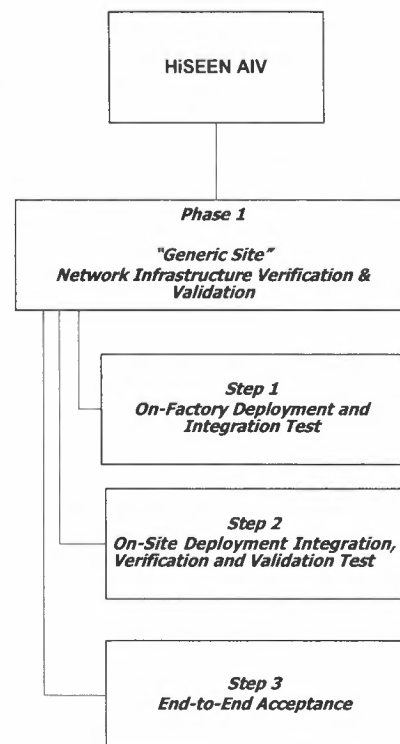 HiSEEN AIV
Phase 1
"Generic Site"
Network Infrastructure Verification &
Validation
Step 1
On-Factory Deployment and
Integration Test
Step 2
On-Site Deployment Integration,
Verification and Validation Test
Step 3
End-to-End Acceptance